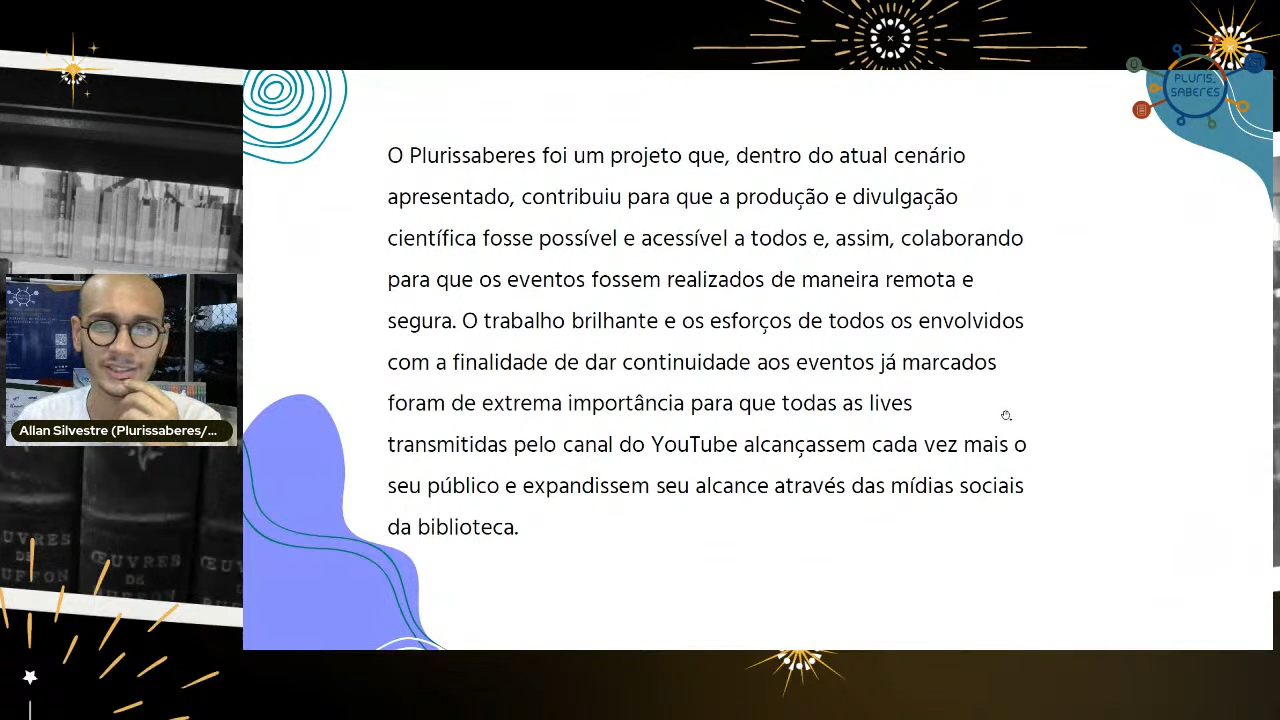 PLURIS_
SABERES
O Plurissaberes foi um projeto que, dentro do atual cenário
apresentado, contribuiu para que a produção e divulgação
científica fosse possível e acessível a todos e, assim, colaborando
para que os eventos fossem realizados de maneira remota e
segura. O trabalho brilhante e os esforços de todos os envolvidos
com a finalidade de dar continuidade aos eventos já marcados
foram de extrema importância para que todas as lives
transmitidas pelo canal do YouTube alcançassem cada vez mais o
seu público e expandissem seu alcance através das mídias sociais
da biblioteca.
Allan Silvestre (Plurissaberes/...
ŒUVRES
DE